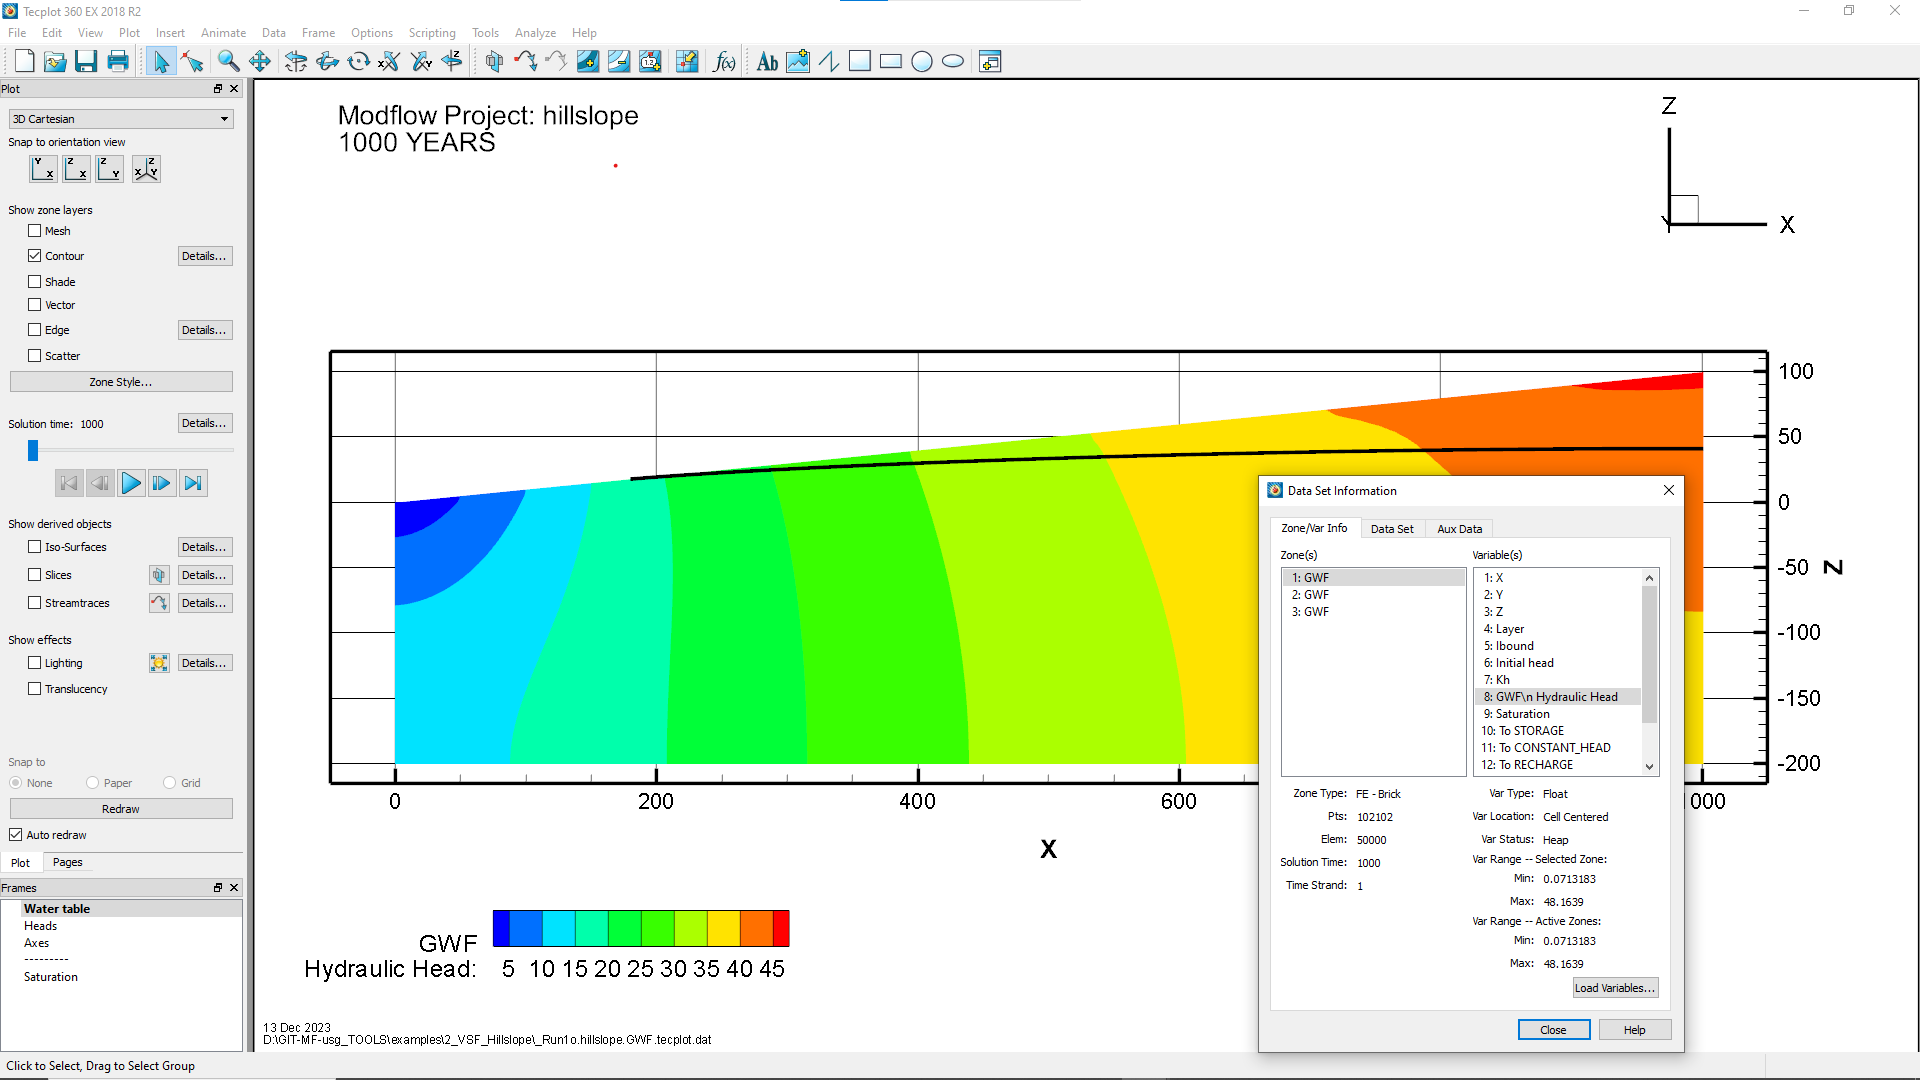 Tecplot 360 EX 2018 R2
File Edit View Plot Insert Animate Data Frame Options Scripting Tools Analyze Help
Plot
3D Cartesian
Snap to orientation view
Y X Z X Z Y X Z Y
Show zone layers
Mesh
Contour Details...
Shade
Vector
Edge Details...
Scatter
Zone Style...
Solution time: 1000 Details...
Show derived objects
Iso-Surfaces Details...
Slices Details...
Streamtraces Details...
Show effects
Lighting Details...
Translucency
Snap to
None Paper Grid
Redraw
Auto redraw
Plot Pages
Frames
Water table
Heads
Axes
---------
Saturation
Click to Select, Drag to Select Group
Modflow Project: hillslope
1000 YEARS
Z
Y X
100
50
0
-50 Z
-100
-150
-200
0 200 400 600 000
X
GWF
Hydraulic Head: 5 10 15 20 25 30 35 40 45
13 Dec 2023
D:\GIT-MF-usg_TOOLS\examples\2_VSF_Hillslope\_Run1o.hillslope.GWF.tecplot.dat
Data Set Information
Zone/Var Info Data Set Aux Data
Zone(s) Variable(s)
1: GWF
2: GWF
3: GWF
1: X
2: Y
3: Z
4: Layer
5: Ibound
6: Initial head
7: Kh
8: GWF\n Hydraulic Head
9: Saturation
10: To STORAGE
11: To CONSTANT_HEAD
12: To RECHARGE
Zone Type: FE - Brick
Pts: 102102
Elem: 50000
Solution Time: 1000
Time Strand: 1
Var Type: Float
Var Location: Cell Centered
Var Status: Heap
Var Range -- Selected Zone:
Min: 0.0713183
Max: 48.1639
Var Range -- Active Zones:
Min: 0.0713183
Max: 48.1639
Load Variables...
Close Help